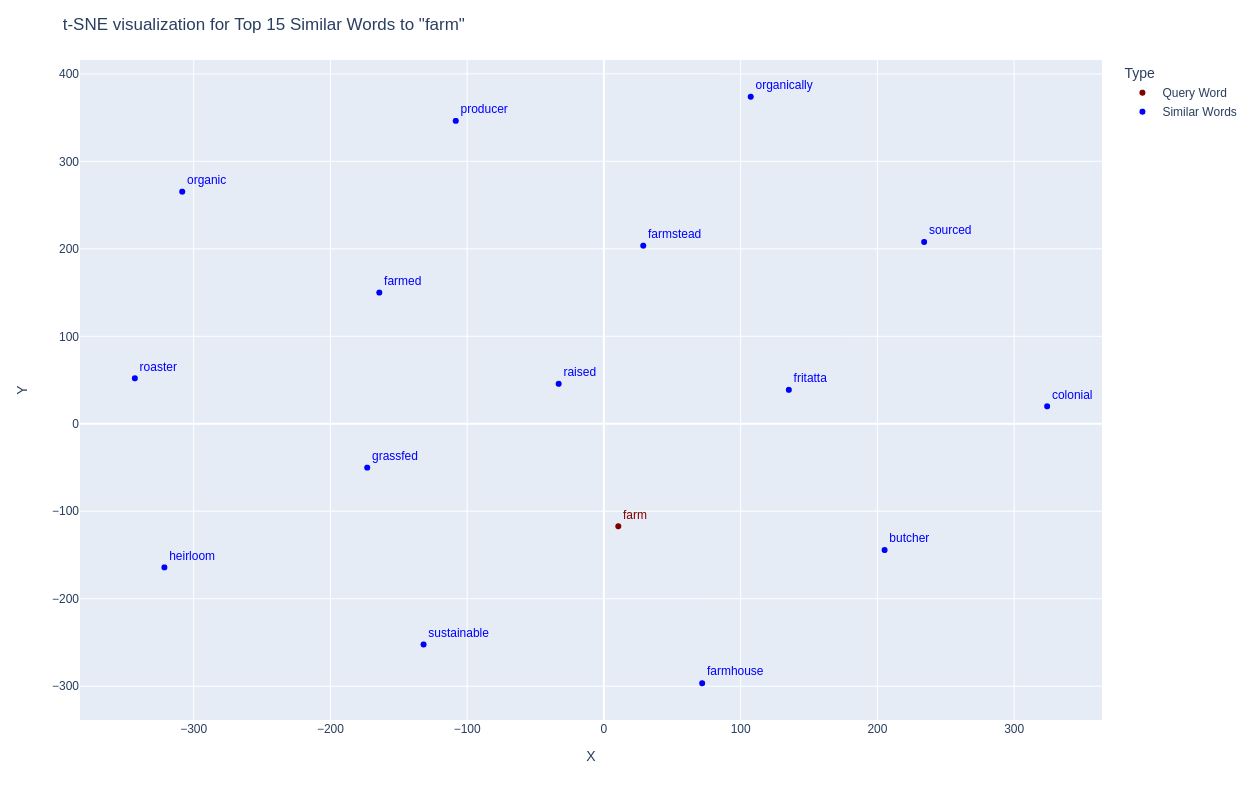 t-SNE visualization for Top 15 Similar Words to "farm"
Type
Query Word
Similar Words
organically
producer
organic
farmstead
sourced
farmed
roaster
raised
fritatta
colonial
grassfed
farm
butcher
heirloom
sustainable
farmhouse
400
300
200
100
0
−100
−200
−300
Y
−300
−200
−100
0
100
200
300
X